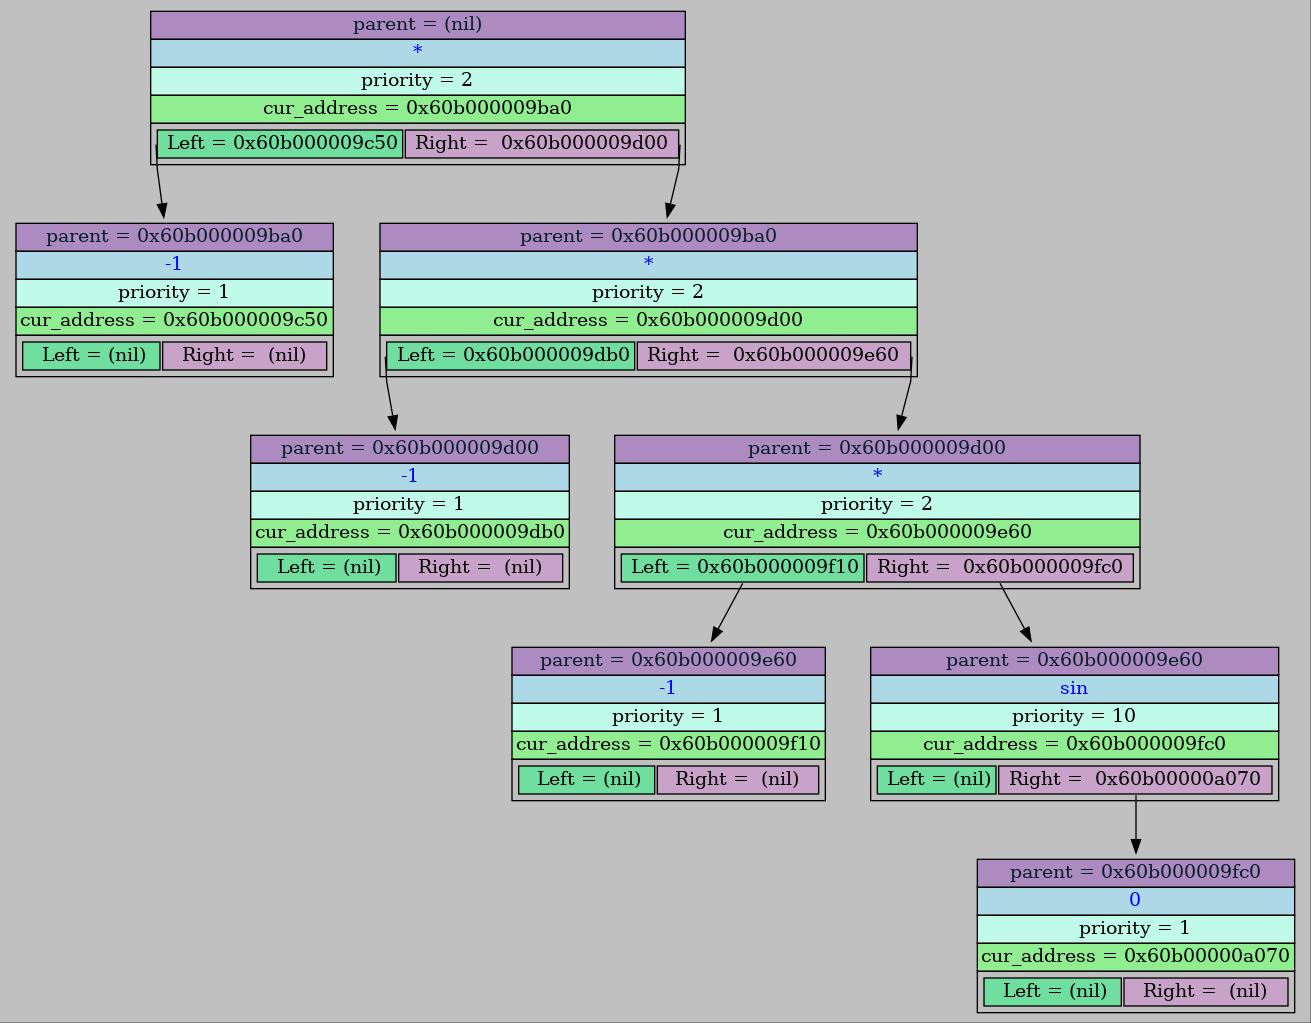 parent = (nil)
*
priority = 2
cur_address = 0x60b000009ba0
Left = 0x60b000009c50 Right = 0x60b000009d00
parent = 0x60b000009ba0
-1
priority = 1
cur_address = 0x60b000009c50
Left = (nil) Right = (nil)
parent = 0x60b000009ba0
*
priority = 2
cur_address = 0x60b000009d00
Left = 0x60b000009db0 Right = 0x60b000009e60
parent = 0x60b000009d00
-1
priority = 1
cur_address = 0x60b000009db0
Left = (nil) Right = (nil)
parent = 0x60b000009d00
*
priority = 2
cur_address = 0x60b000009e60
Left = 0x60b000009f10 Right = 0x60b000009fc0
parent = 0x60b000009e60
-1
priority = 1
cur_address = 0x60b000009f10
Left = (nil) Right = (nil)
parent = 0x60b000009e60
sin
priority = 10
cur_address = 0x60b000009fc0
Left = (nil) Right = 0x60b00000a070
parent = 0x60b000009fc0
0
priority = 1
cur_address = 0x60b00000a070
Left = (nil) Right = (nil)